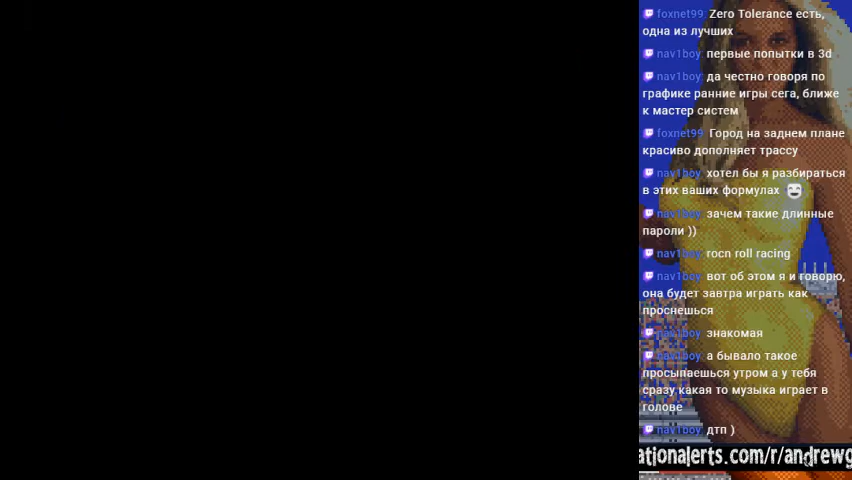 foxnet99: Zero Tolerance есть,
одна из лучших
nav1boy: первые попытки в 3d
nav1boy: да честно говоря по
графике ранние игры сега, ближе
к мастер систем
foxnet99: Город на заднем плане
красиво дополняет трассу
nav1boy: хотел бы я разбираться
в этих ваших формулах
nav1boy: зачем такие длинные
пароли ))
nav1boy: rocn roll racing
nav1boy: вот об этом я и говорю,
она будет завтра играть как
проснешься
nav1boy: знакомая
nav1boy: а бывало такое
просыпаешься утром а у тебя
сразу какая то музыка играет в
голове
nav1boy: дтп )
ationalerts.com/r/andrewg